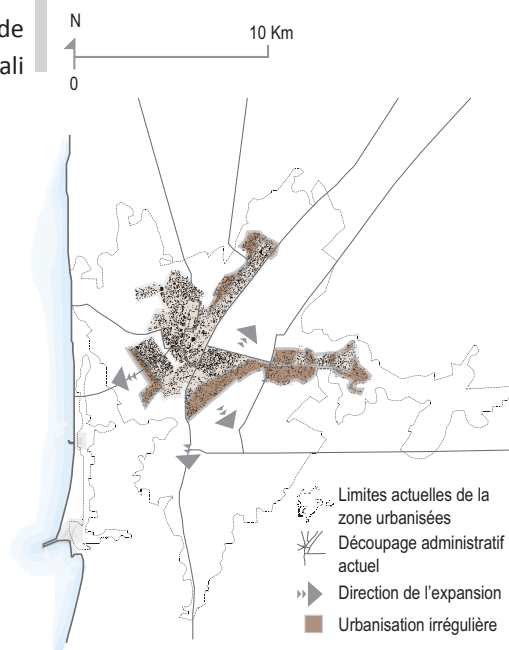 de
ali
N
10 Km
0
Limites actuelles de la
zone urbanisées
Découpage administratif
actuel
Direction de l'expansion
Urbanisation irrégulière